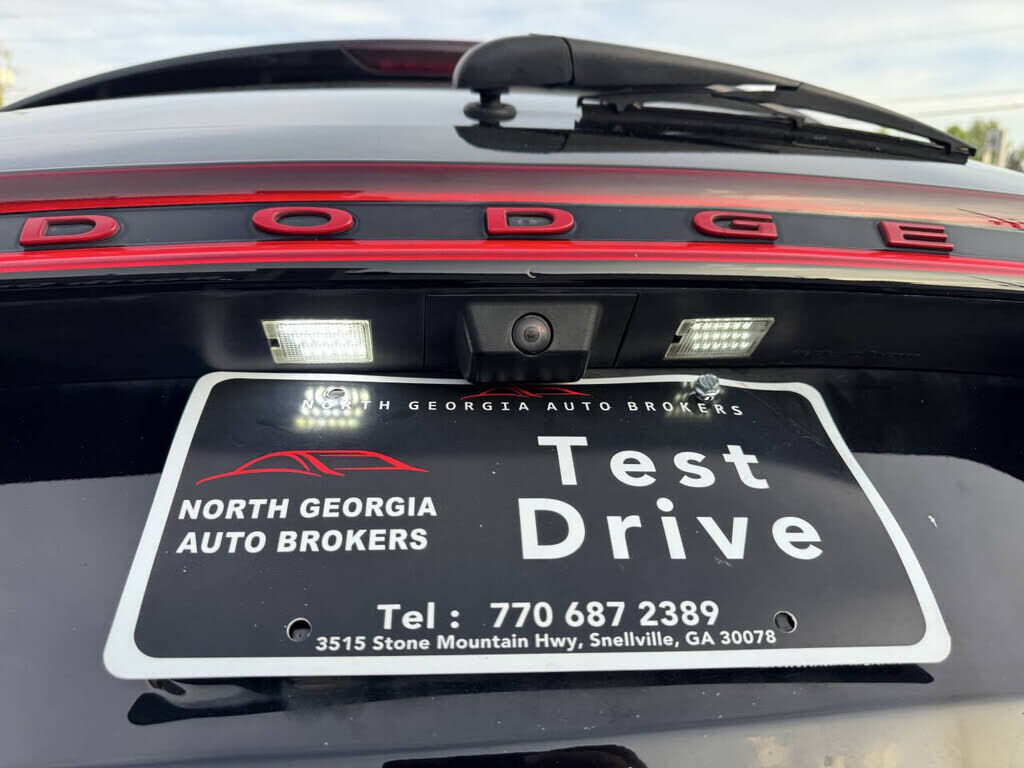 DODGE
NORTH GEORGIA AUTO BROKERS
Test
Drive
NORTH GEORGIA
AUTO BROKERS
Tel : 770 687 2389
3515 Stone Mountain Hwy, Snellville, GA 30078